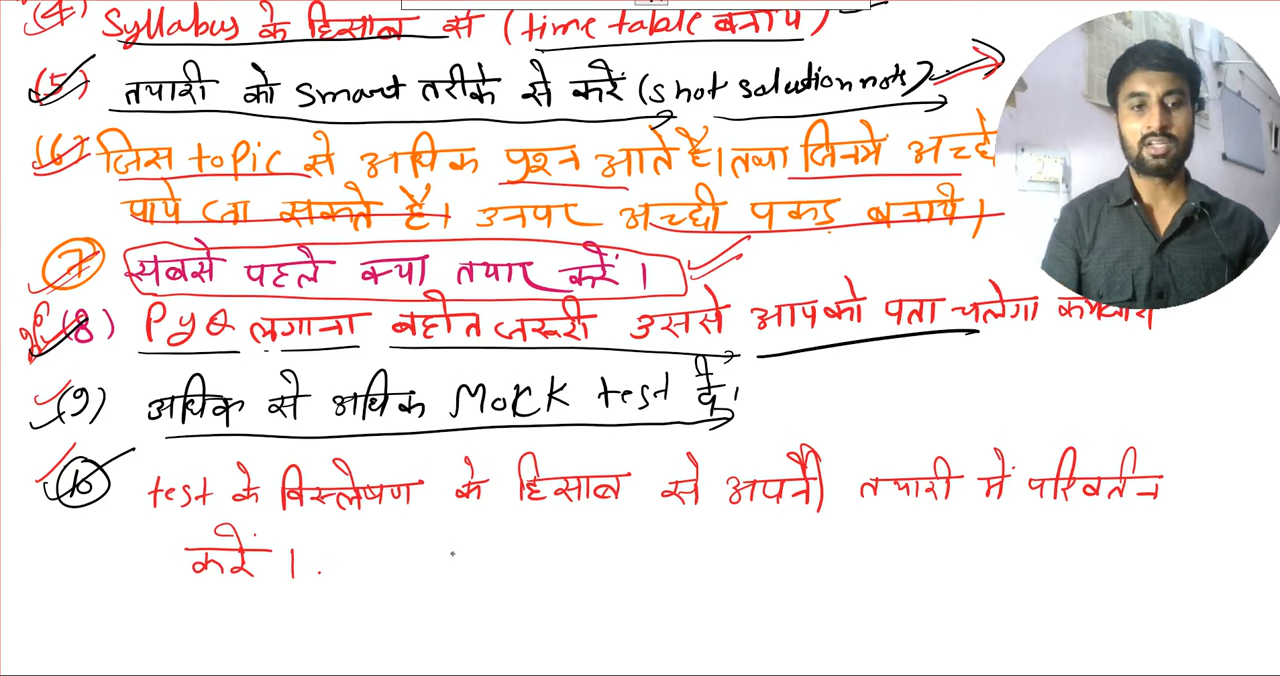 (4) Syllabus के हिसाब से (time table बनाये)
(5) तयारी को smart तरीके से करें (shot solution nots)
(6) जिस topic से अधिक प्रश्न आते है। तथा जिनमे अच्छे
पाये जा सकते है। उनपर अच्छी पकड़ बनाये।
(7) सबसे पहले क्या तयार करें।
(8) PyQ लगाना बहोत जरूरी उससे आपको पता चलेगा
(9) अधिक से अधिक Mock test दें।
10 test के विस्लेषण के हिसाब से अपनी तयारी में परिवर्तन
करें।